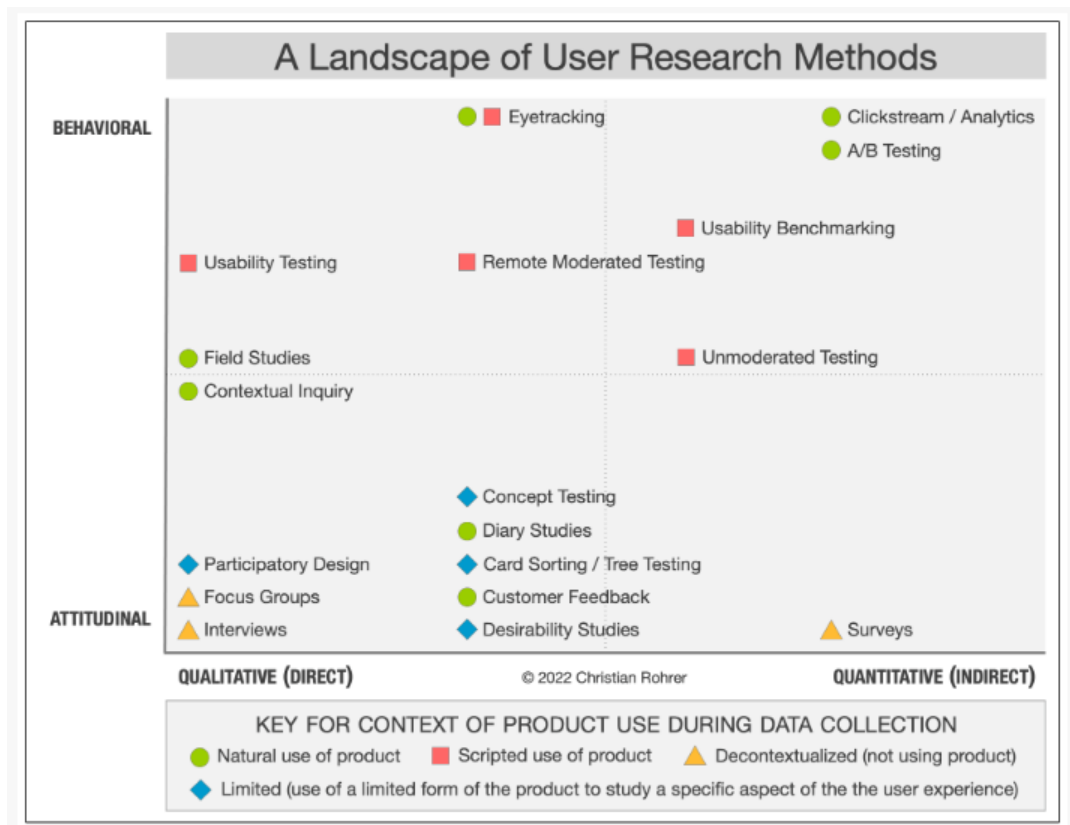 A Landscape of User Research Methods
BEHAVIORAL
Eyetracking
Clickstream / Analytics
A/B Testing
Usability Benchmarking
Usability Testing
Remote Moderated Testing
Field Studies
Unmoderated Testing
Contextual Inquiry
Concept Testing
Diary Studies
Participatory Design
Card Sorting / Tree Testing
Focus Groups
Customer Feedback
ATTITUDINAL
Interviews
Desirability Studies
Surveys
QUALITATIVE (DIRECT)
© 2022 Christian Rohrer
QUANTITATIVE (INDIRECT)
KEY FOR CONTEXT OF PRODUCT USE DURING DATA COLLECTION
Natural use of product
Scripted use of product
Decontextualized (not using product)
Limited (use of a limited form of the product to study a specific aspect of the the user experience)